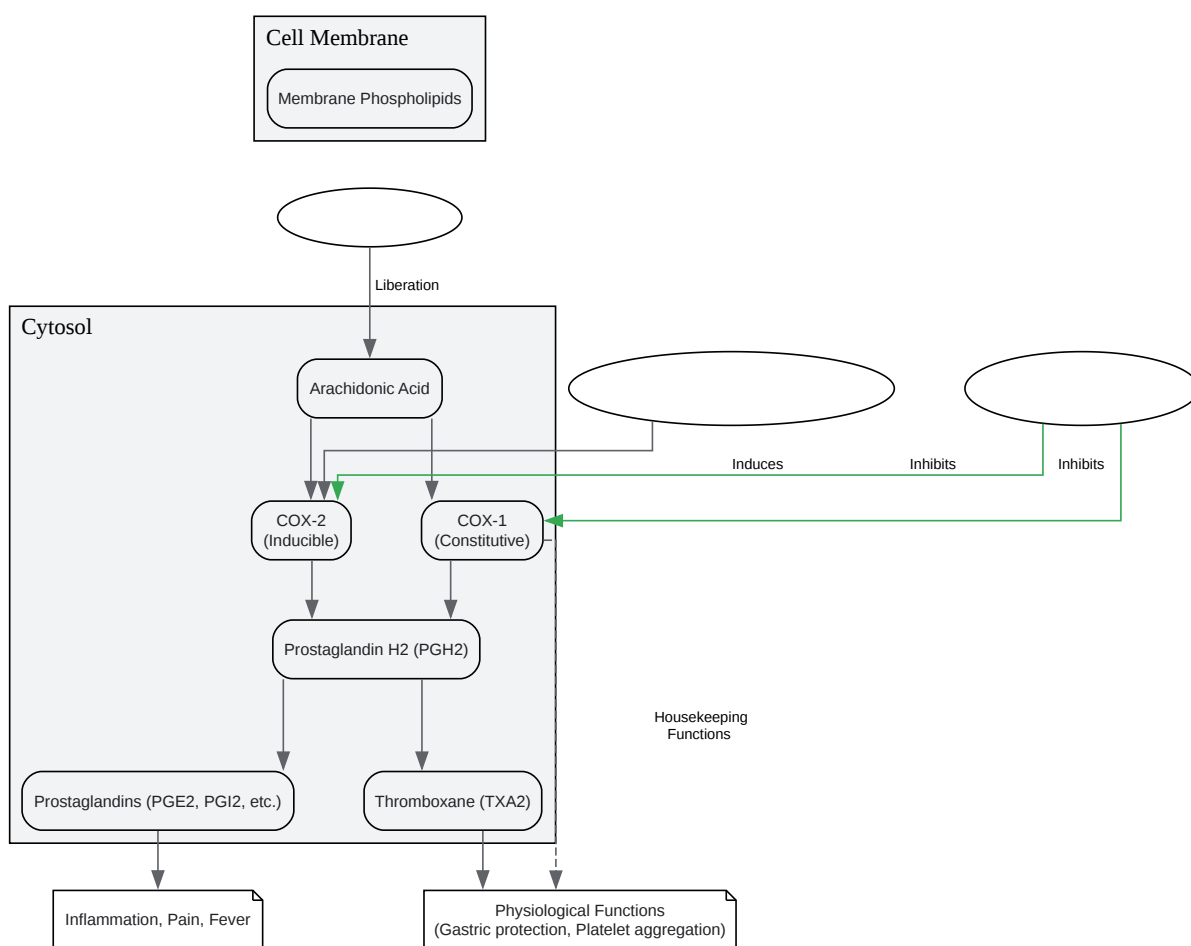 Cell Membrane
Membrane Phospholipids
Liberation
Cytosol
Arachidonic Acid
Induces
Inhibits
Inhibits
COX-2
(Inducible)
COX-1
(Constitutive)
Prostaglandin H2 (PGH2)
Housekeeping
Functions
Prostaglandins (PGE2, PGI2, etc.)
Thromboxane (TXA2)
Inflammation, Pain, Fever
Physiological Functions
(Gastric protection, Platelet aggregation)